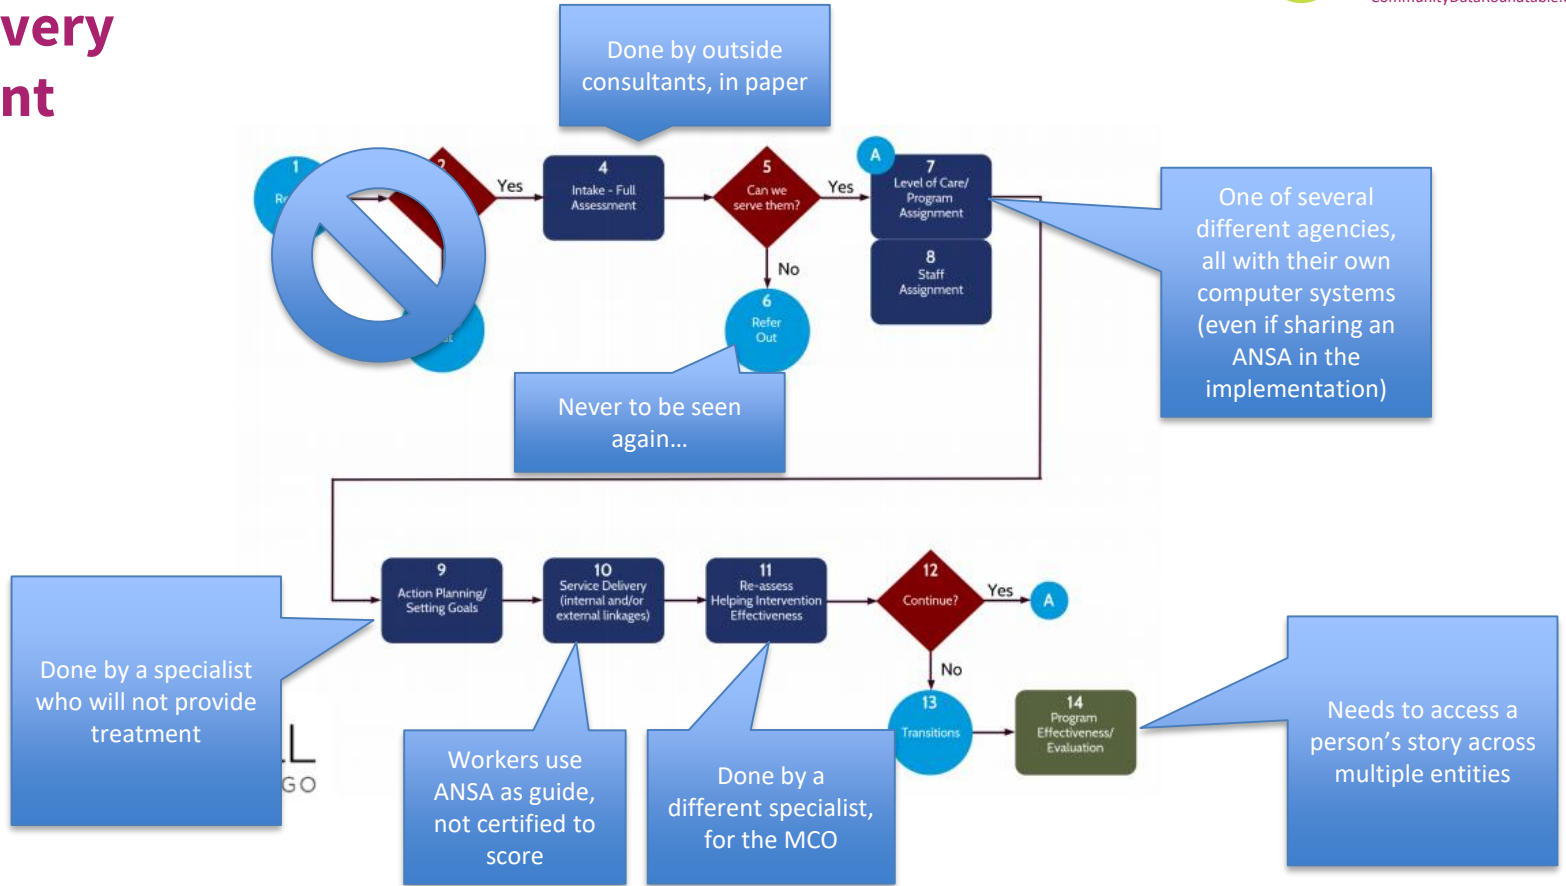 very
nt
Done by outside
consultants, in paper
1
2
Yes
4
Intake - Full
Assessment
5
Can we
serve them?
Yes
A
7
Level of Care/
Program
Assignment
8
Staff
Assignment
No
6
Refer
Out
One of several
different agencies,
all with their own
computer systems
(even if sharing an
ANSA in the
implementation)
Never to be seen
again...
9
Action Planning/
Setting Goals
10
Service Delivery
(internal and/or
external linkages)
11
Re-assess
Helping Intervention
Effectiveness
12
Continue?
Yes
A
No
13
Transitions
14
Program
Effectiveness/
Evaluation
Done by a specialist
who will not provide
treatment
Workers use
ANSA as guide,
not certified to
score
Done by a
different specialist,
for the MCO
Needs to access a
person's story across
multiple entities
GO